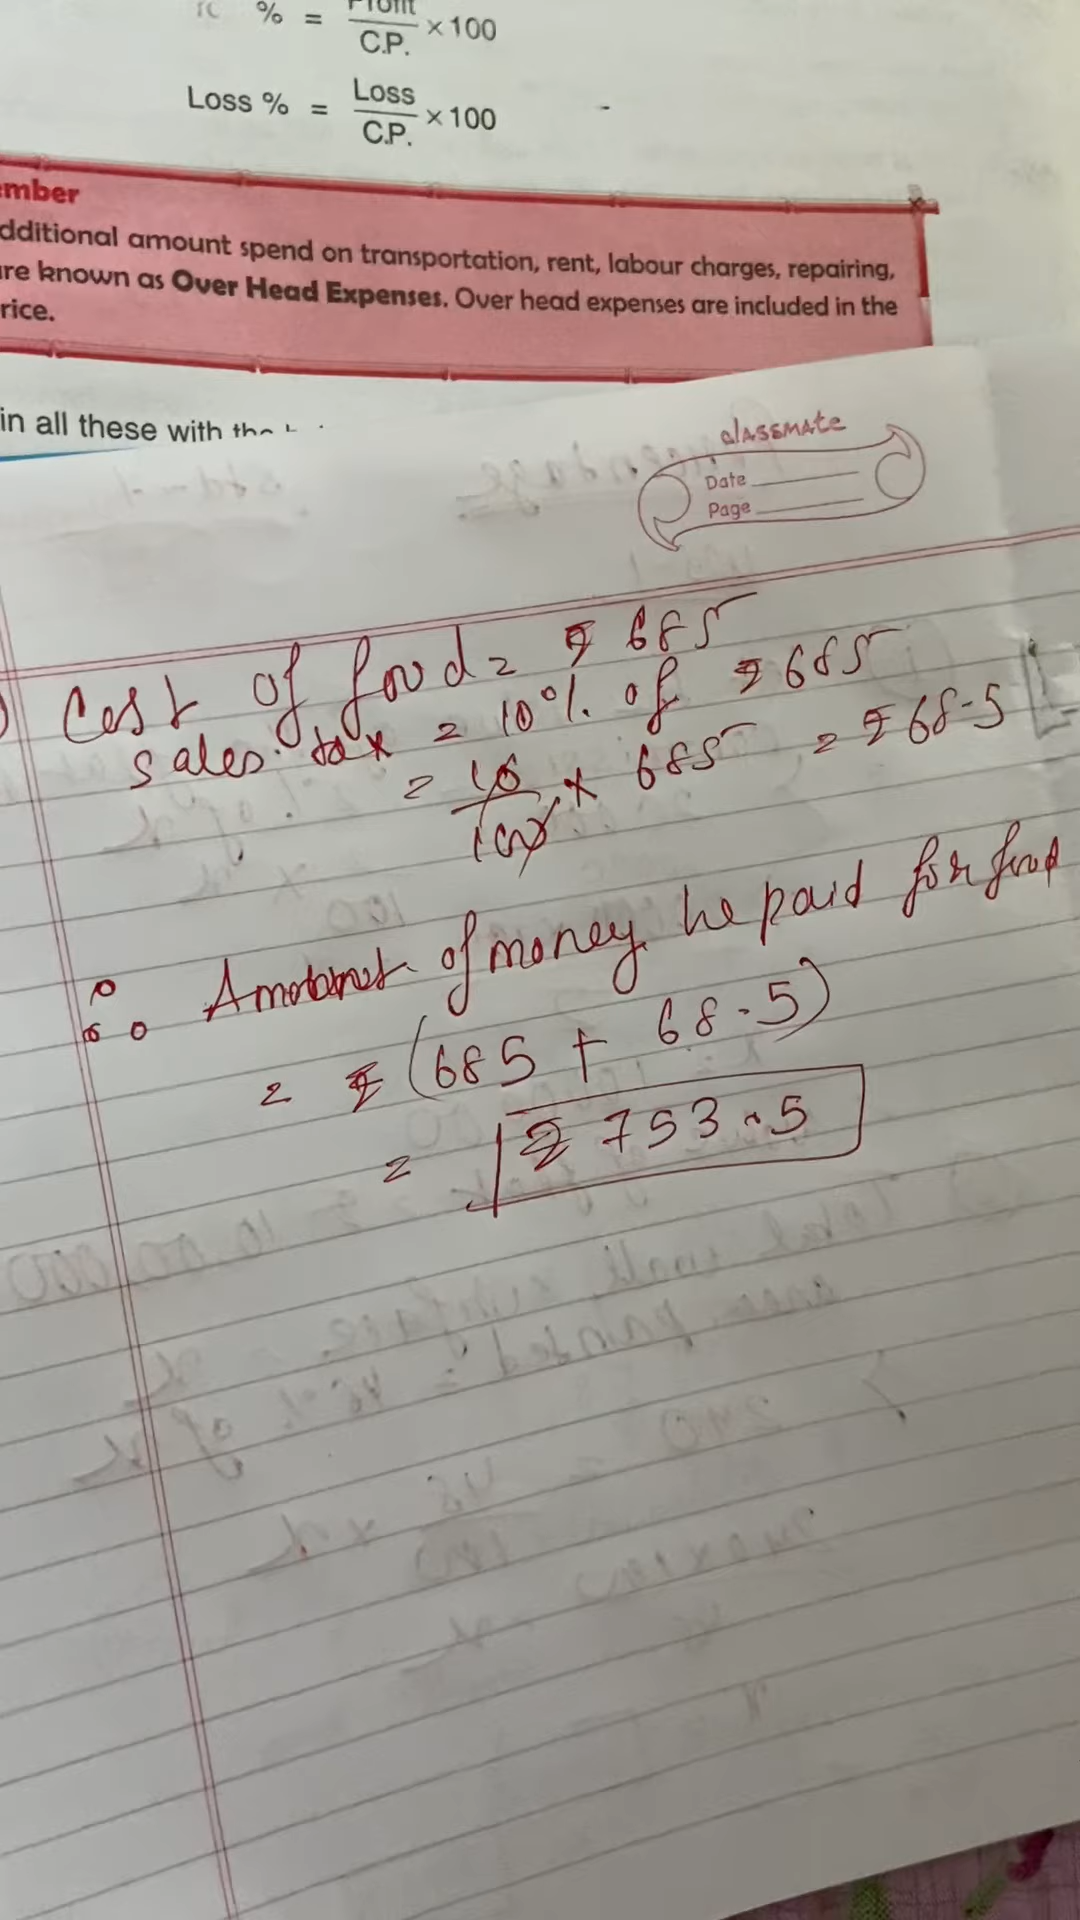 % = Profit / C.P. × 100
Loss % = Loss / C.P. × 100
ember
dditional amount spend on transportation, rent, labour charges, repairing,
are known as Over Head Expenses. Over head expenses are included in the
rice.
in all these with the
classmate
Date
Page
Cost of food = ₹ 685
Sales tax = 10% of ₹ 685
= 10 / 100 × 685 = ₹ 68.5
∴ Amount of money he paid for food
= ₹ (685 + 68.5)
= ₹ 753.5